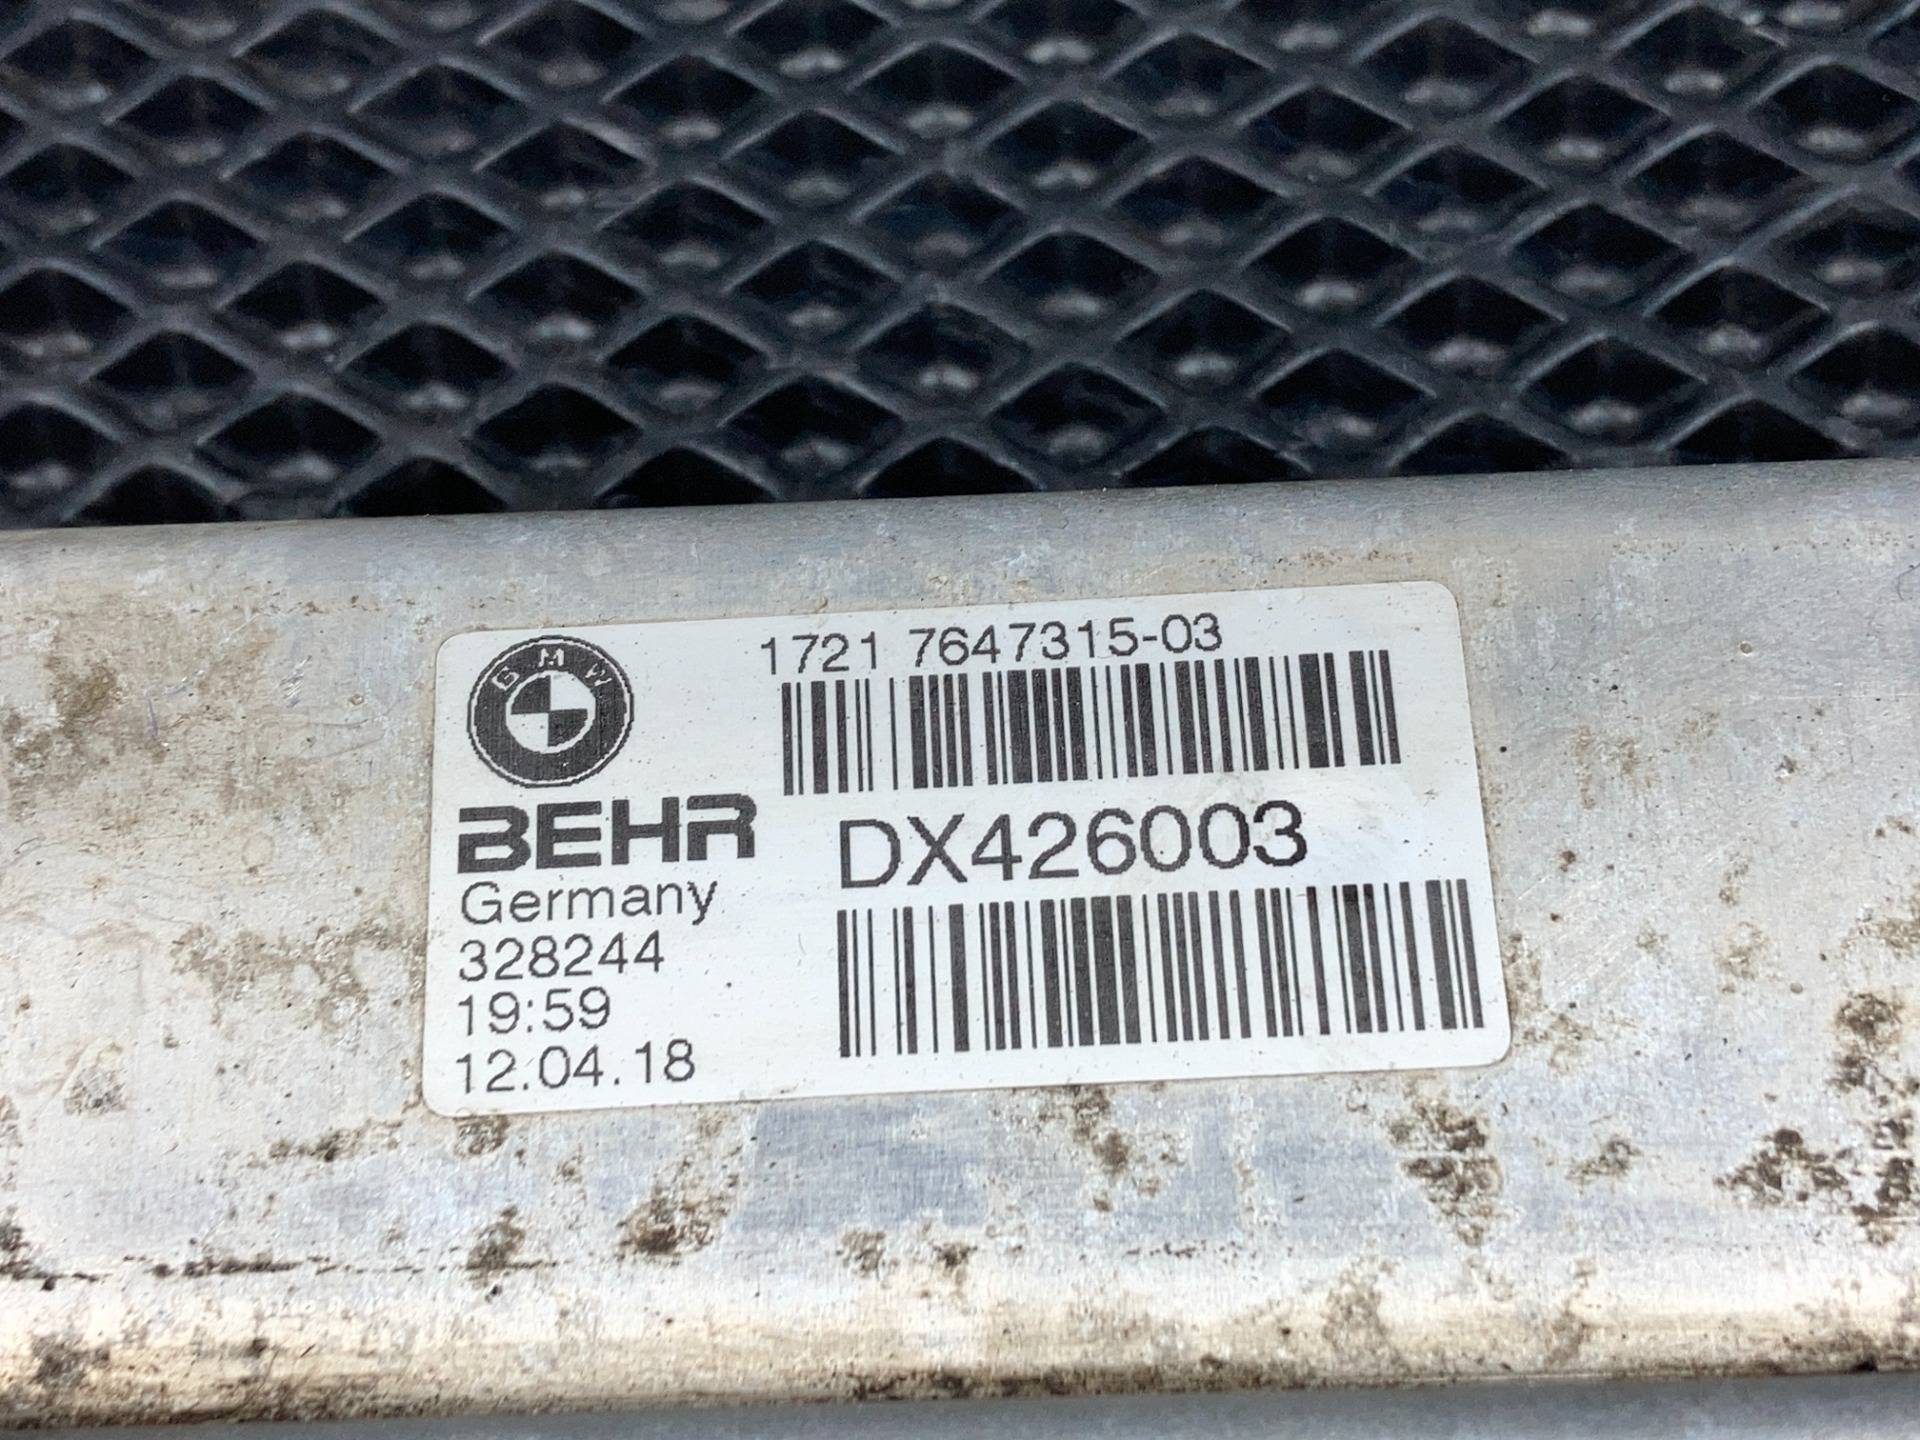 BMW
1721 7647315-03
BEHR
DX426003
Germany
328244
19:59
12.04.18